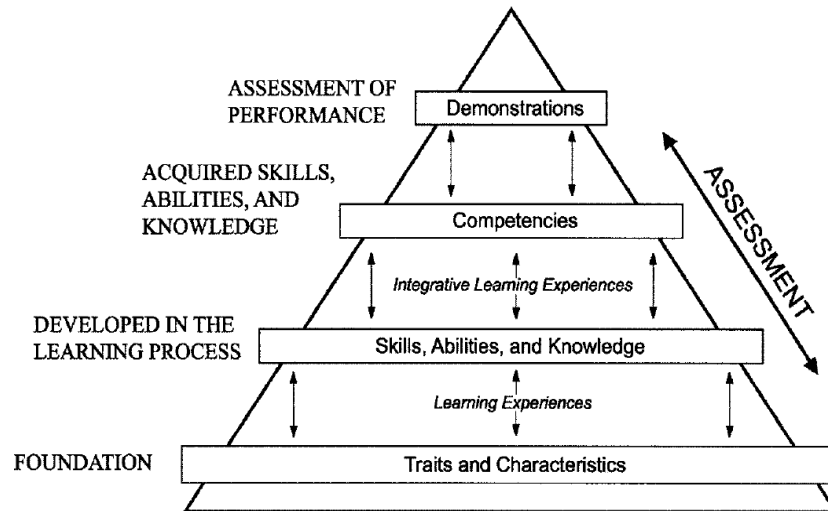 ASSESSMENT OF
PERFORMANCE
Demonstrations
ACQUIRED SKILLS,
ABILITIES, AND
KNOWLEDGE
Competencies
ASSESSMENT
Integrative Learning Experiences
DEVELOPED IN THE
LEARNING PROCESS
Skills, Abilities, and Knowledge
Learning Experiences
FOUNDATION
Traits and Characteristics